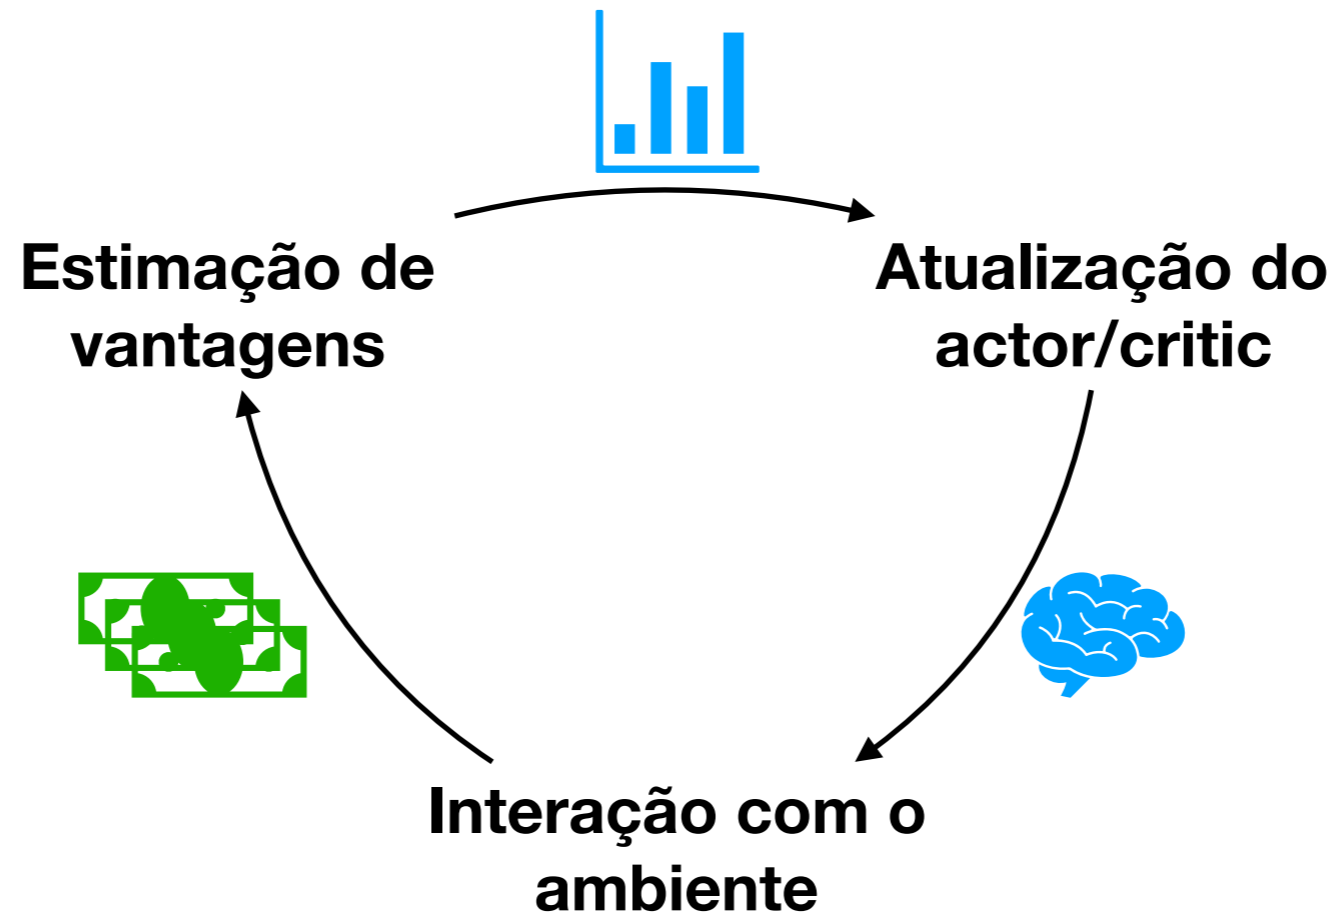 Estimação de
vantagens
Atualização do
actor/critic
Interação com o
ambiente